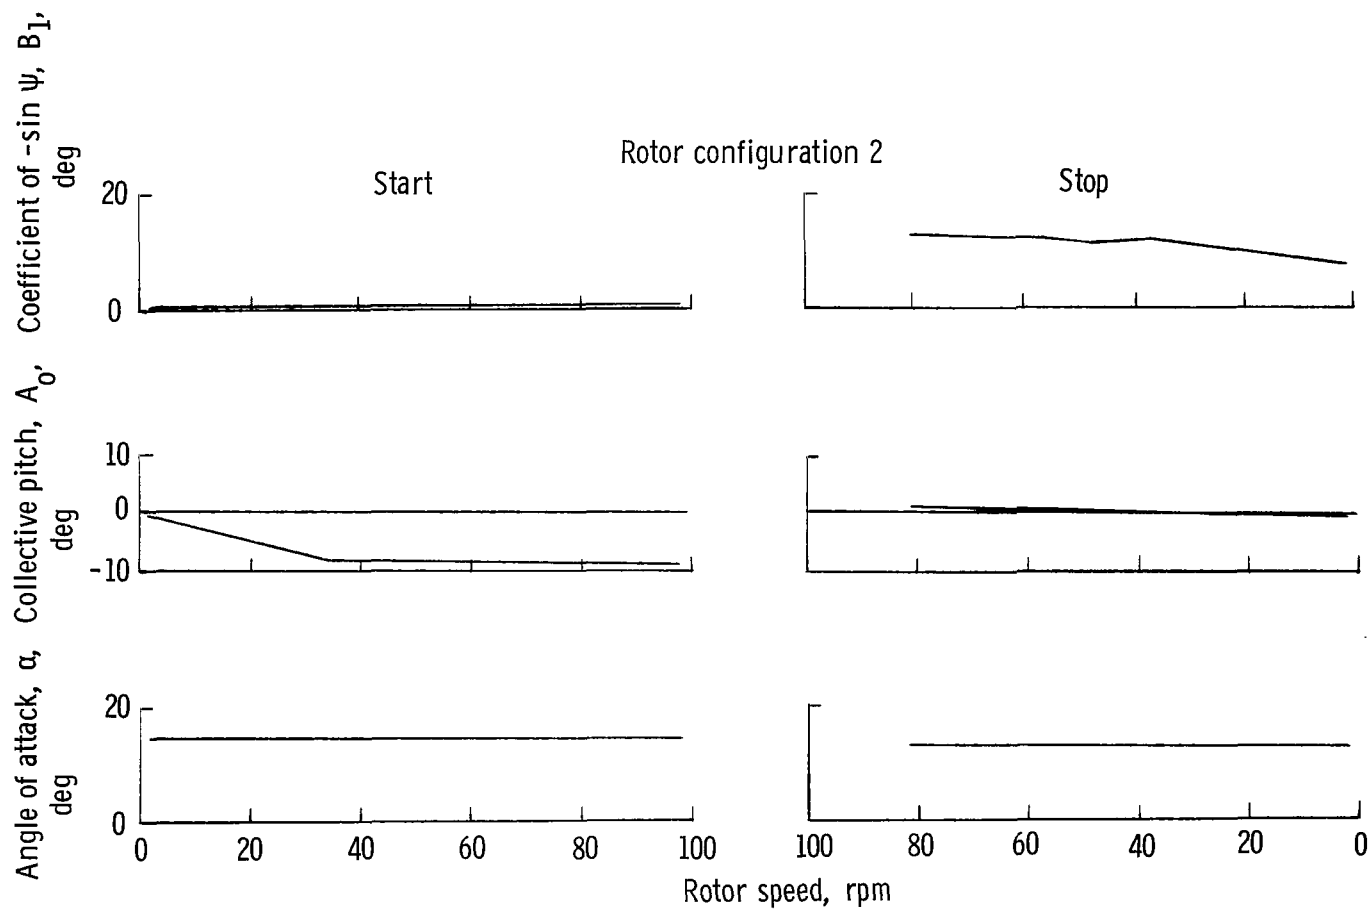 Rotor configuration 2
Start
Stop
Coefficient of -sin ψ, B1,
deg
20
0
Collective pitch, Ao,
deg
10
0
-10
Angle of attack, α,
deg
20
0
0 20 40 60 80 100
100 80 60 40 20 0
Rotor speed, rpm